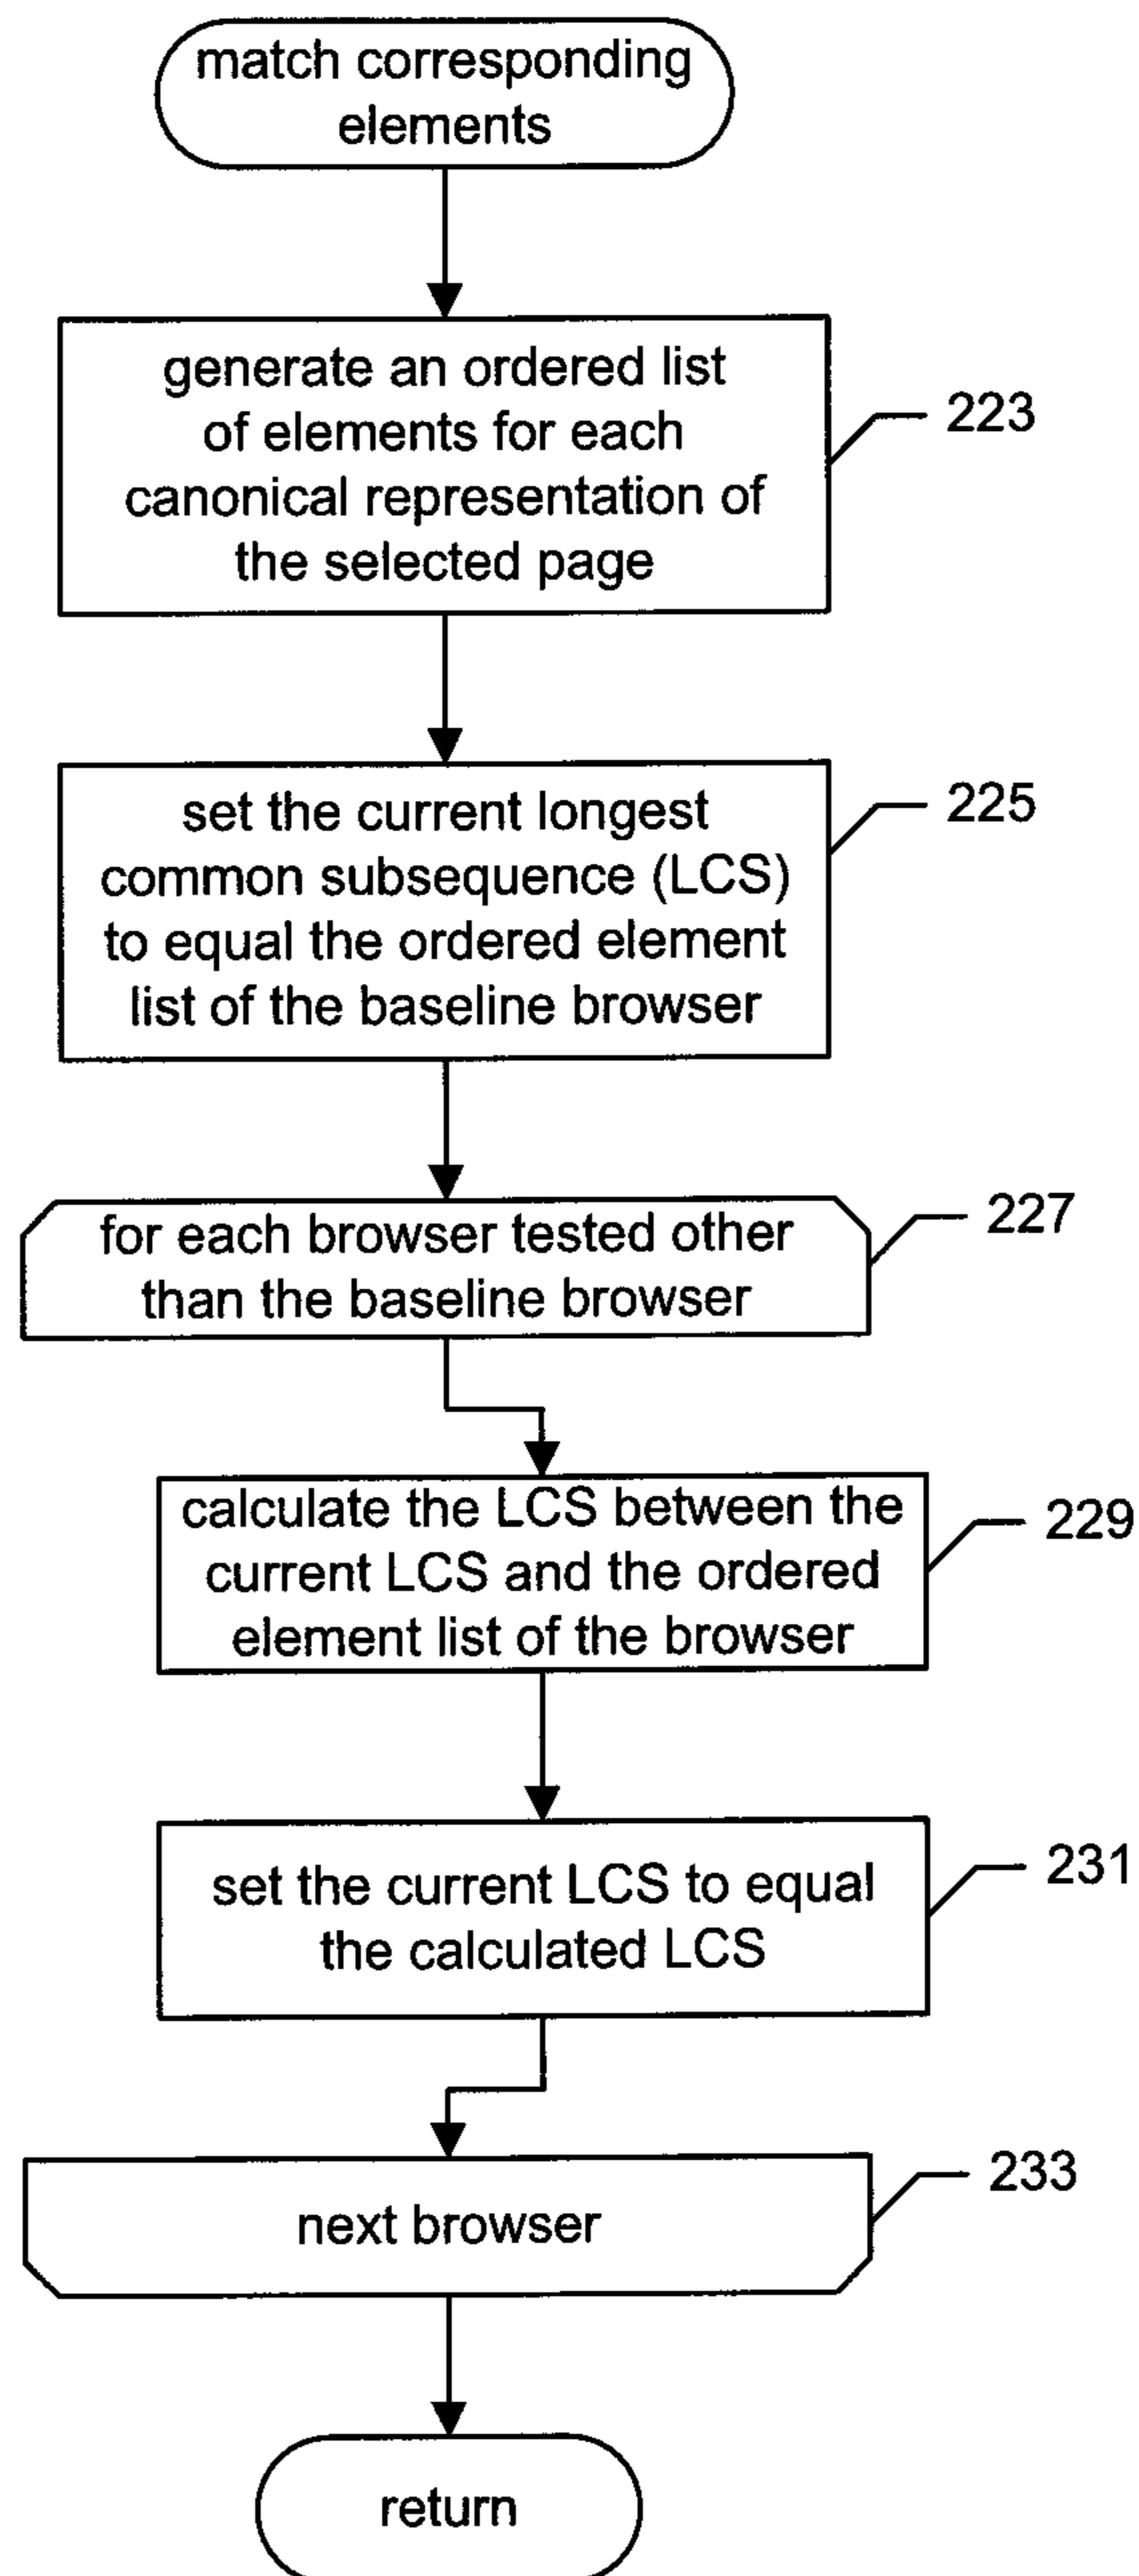 match corresponding
elements
generate an ordered list
of elements for each
canonical representation of
the selected page
223
set the current longest
common subsequence (LCS)
to equal the ordered element
list of the baseline browser
225
for each browser tested other
than the baseline browser
227
calculate the LCS between the
current LCS and the ordered
element list of the browser
229
set the current LCS to equal
the calculated LCS
231
next browser
233
return